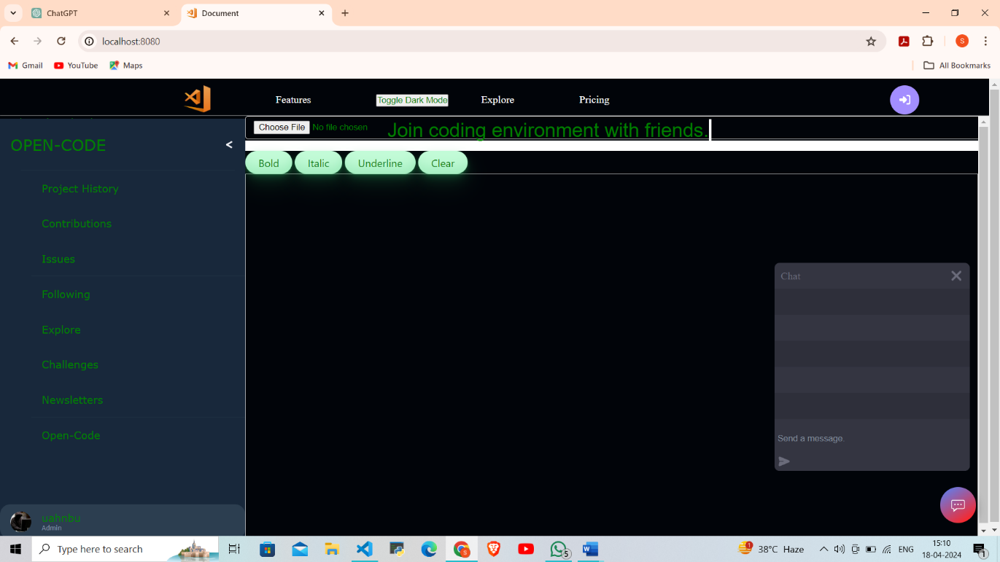 ChatGPT
Document
localhost:8080
Gmail YouTube Maps All Bookmarks
Features Toggle Dark Mode Explore Pricing
OPEN-CODE <
Choose File No file chosen Join coding environment with friends.
Bold Italic Underline Clear
Project History
Contributions
Issues
Following
Explore
Challenges
Newsletters
Open-Code
Chat
Send a message.
uahnbu
Admin
Type here to search
S
5
1 38°C Haze
ENG
15:10
18-04-2024
1